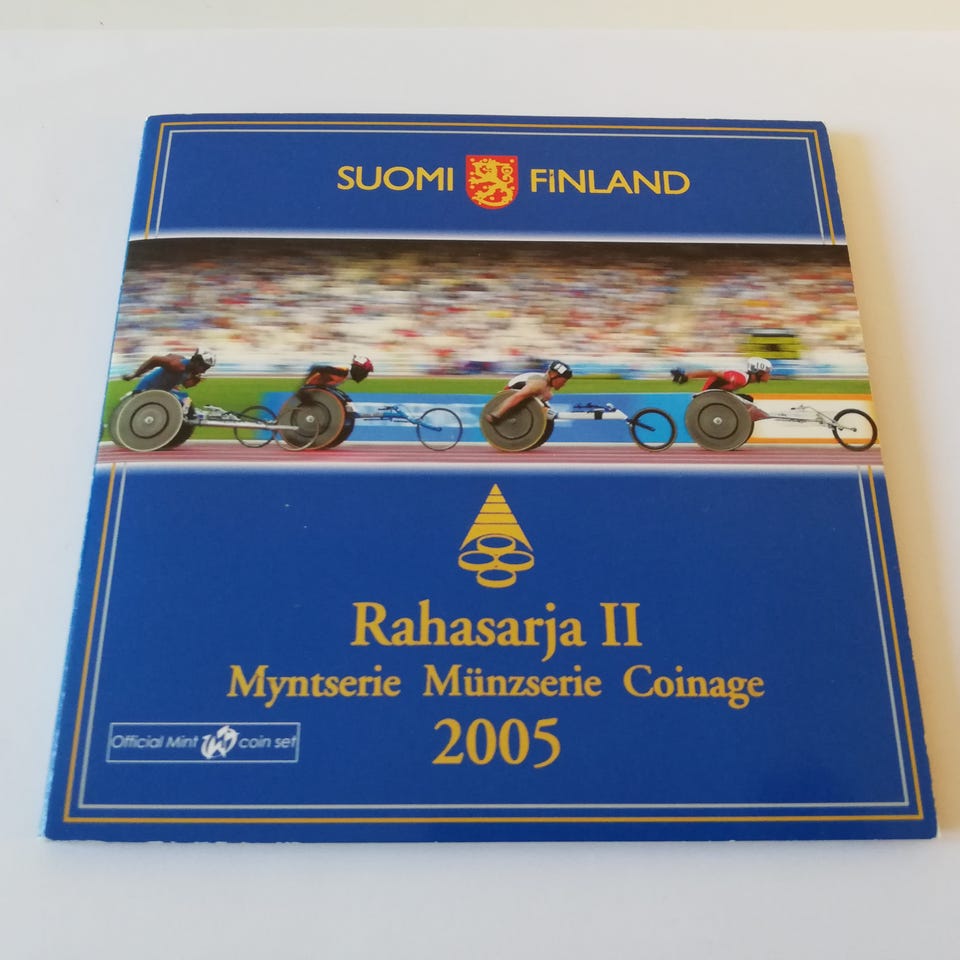 SUOMI FINLAND
Rahasarja II
Myntserie Münzserie Coinage
2005
Official Mint coin set